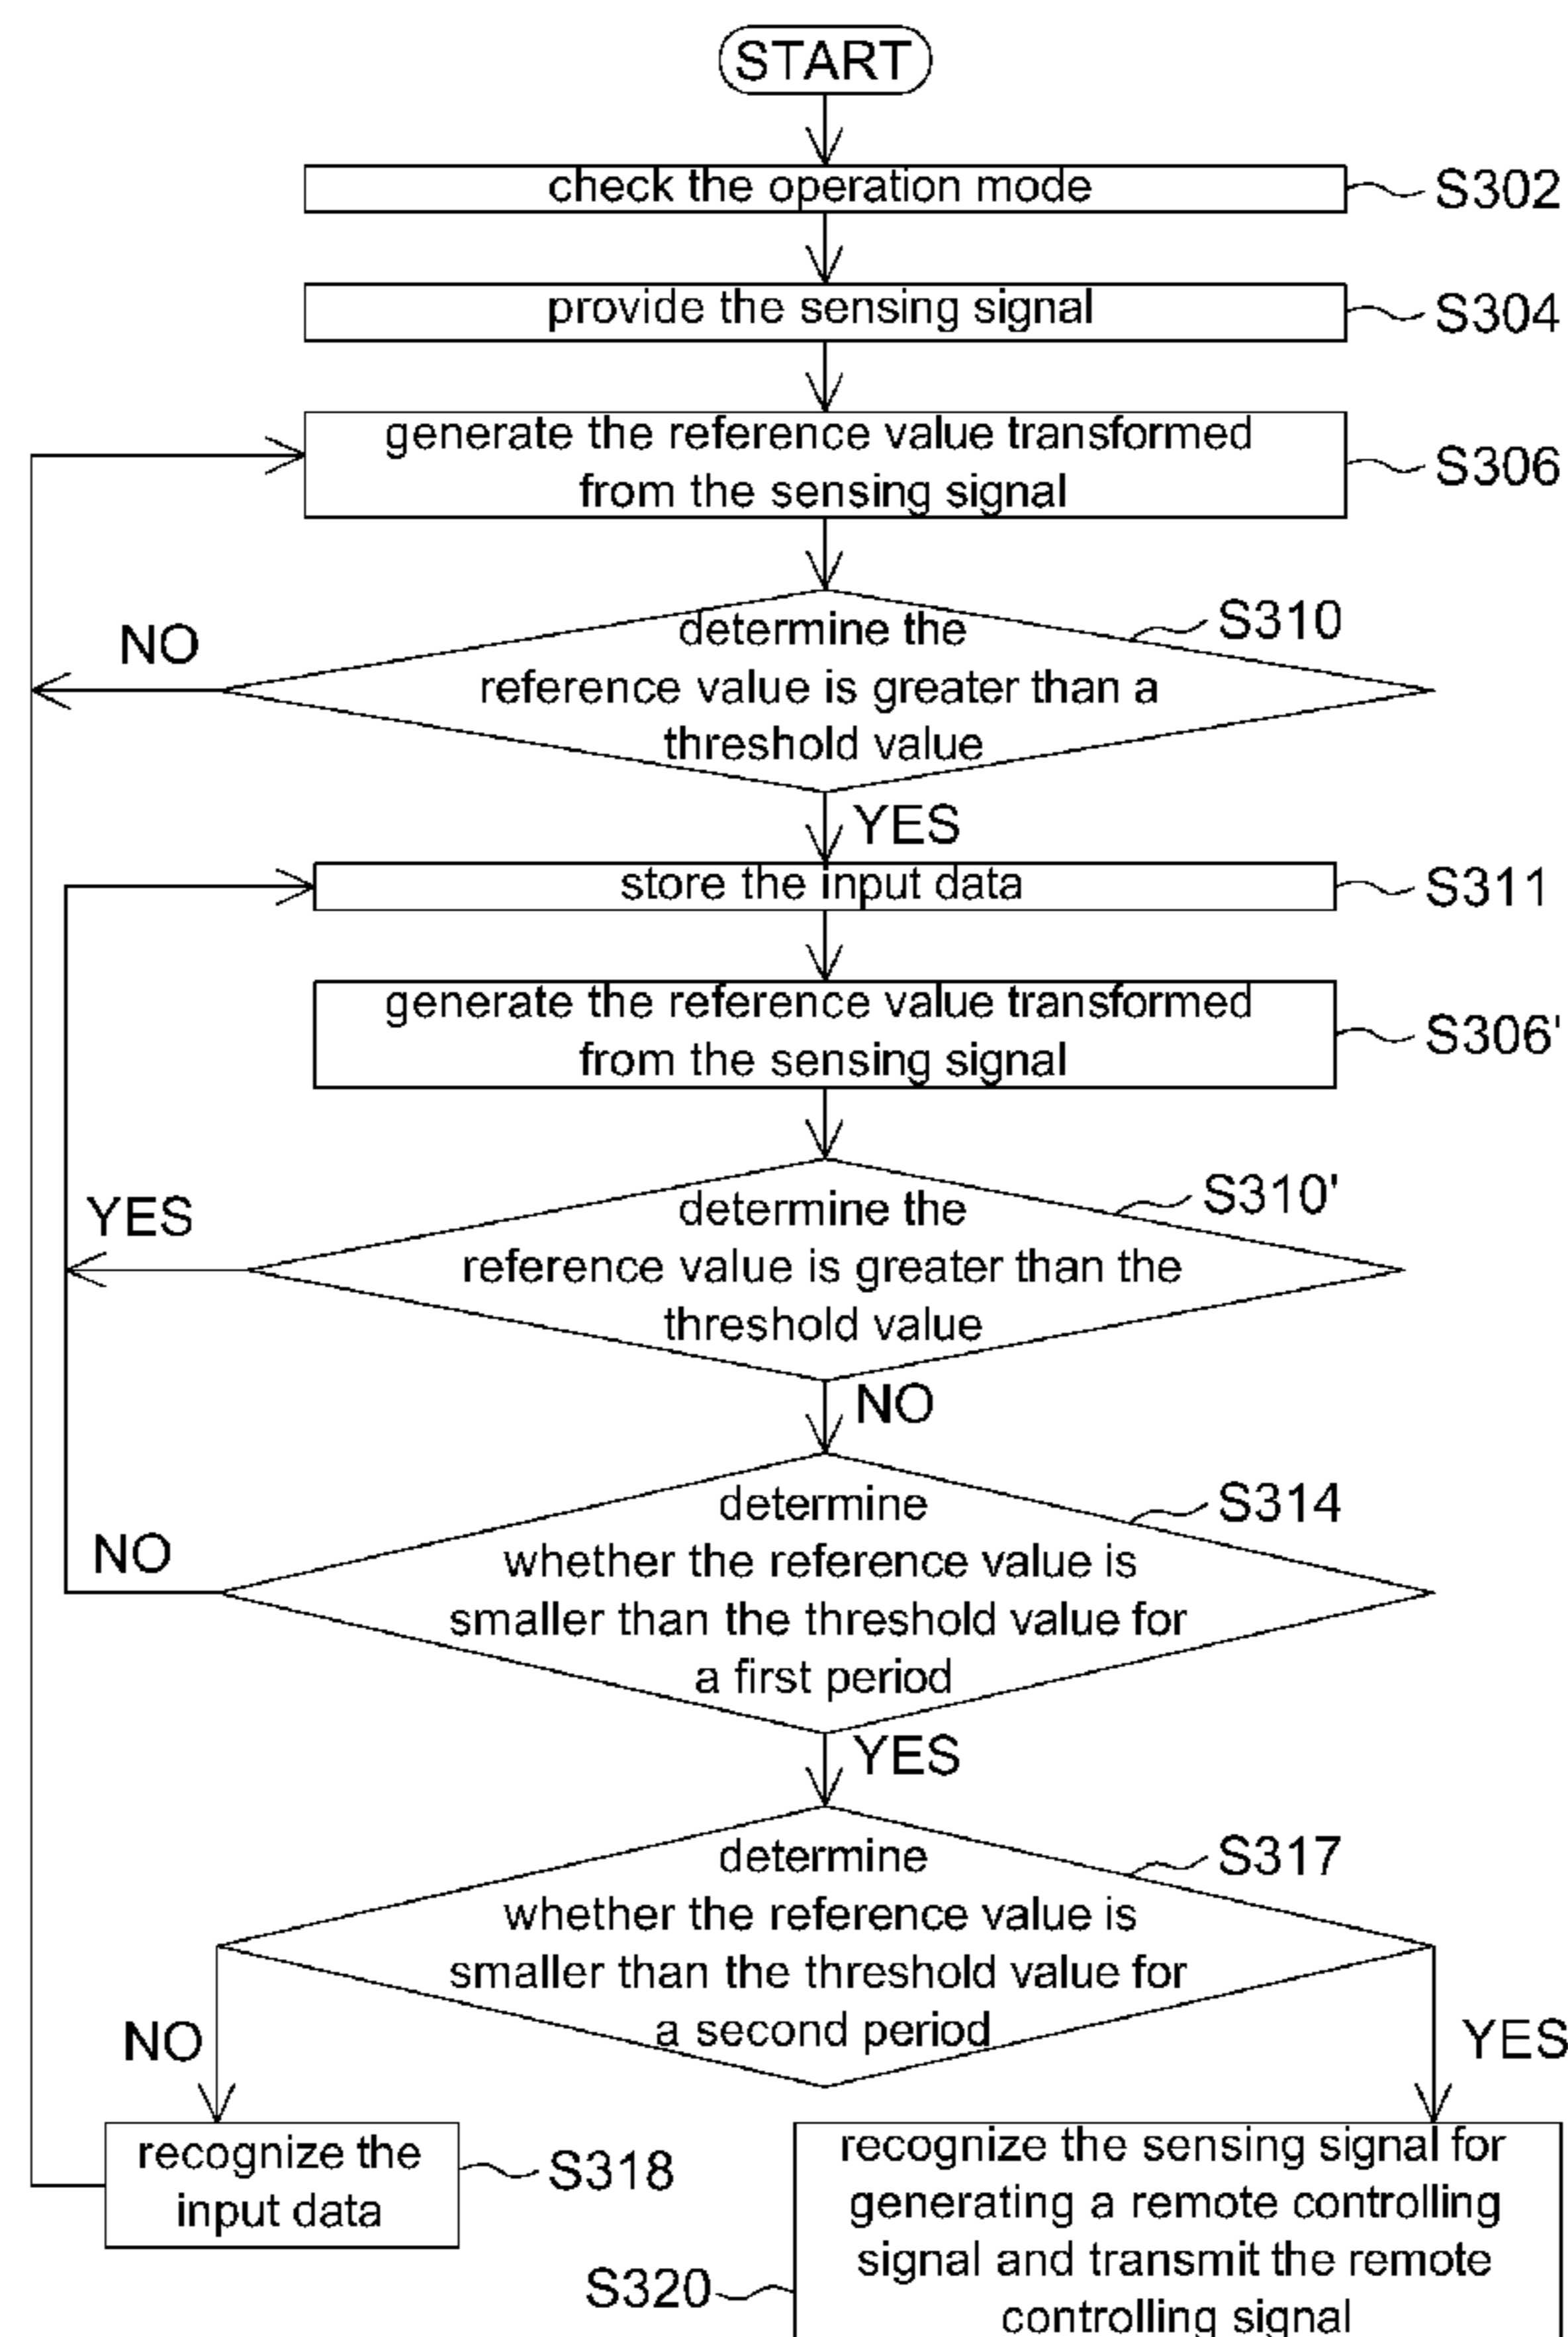 START
check the operation mode
S302
provide the sensing signal
S304
generate the reference value transformed
from the sensing signal
S306
determine the
reference value is greater than a
threshold value
S310
NO
YES
store the input data
S311
generate the reference value transformed
from the sensing signal
S306'
determine the
reference value is greater than the
threshold value
S310'
YES
NO
determine
whether the reference value is
smaller than the threshold value for
a first period
S314
NO
YES
determine
whether the reference value is
smaller than the threshold value for
a second period
S317
NO
YES
recognize the
input data
S318
recognize the sensing signal for
generating a remote controlling
signal and transmit the remote
controlling signal
S320